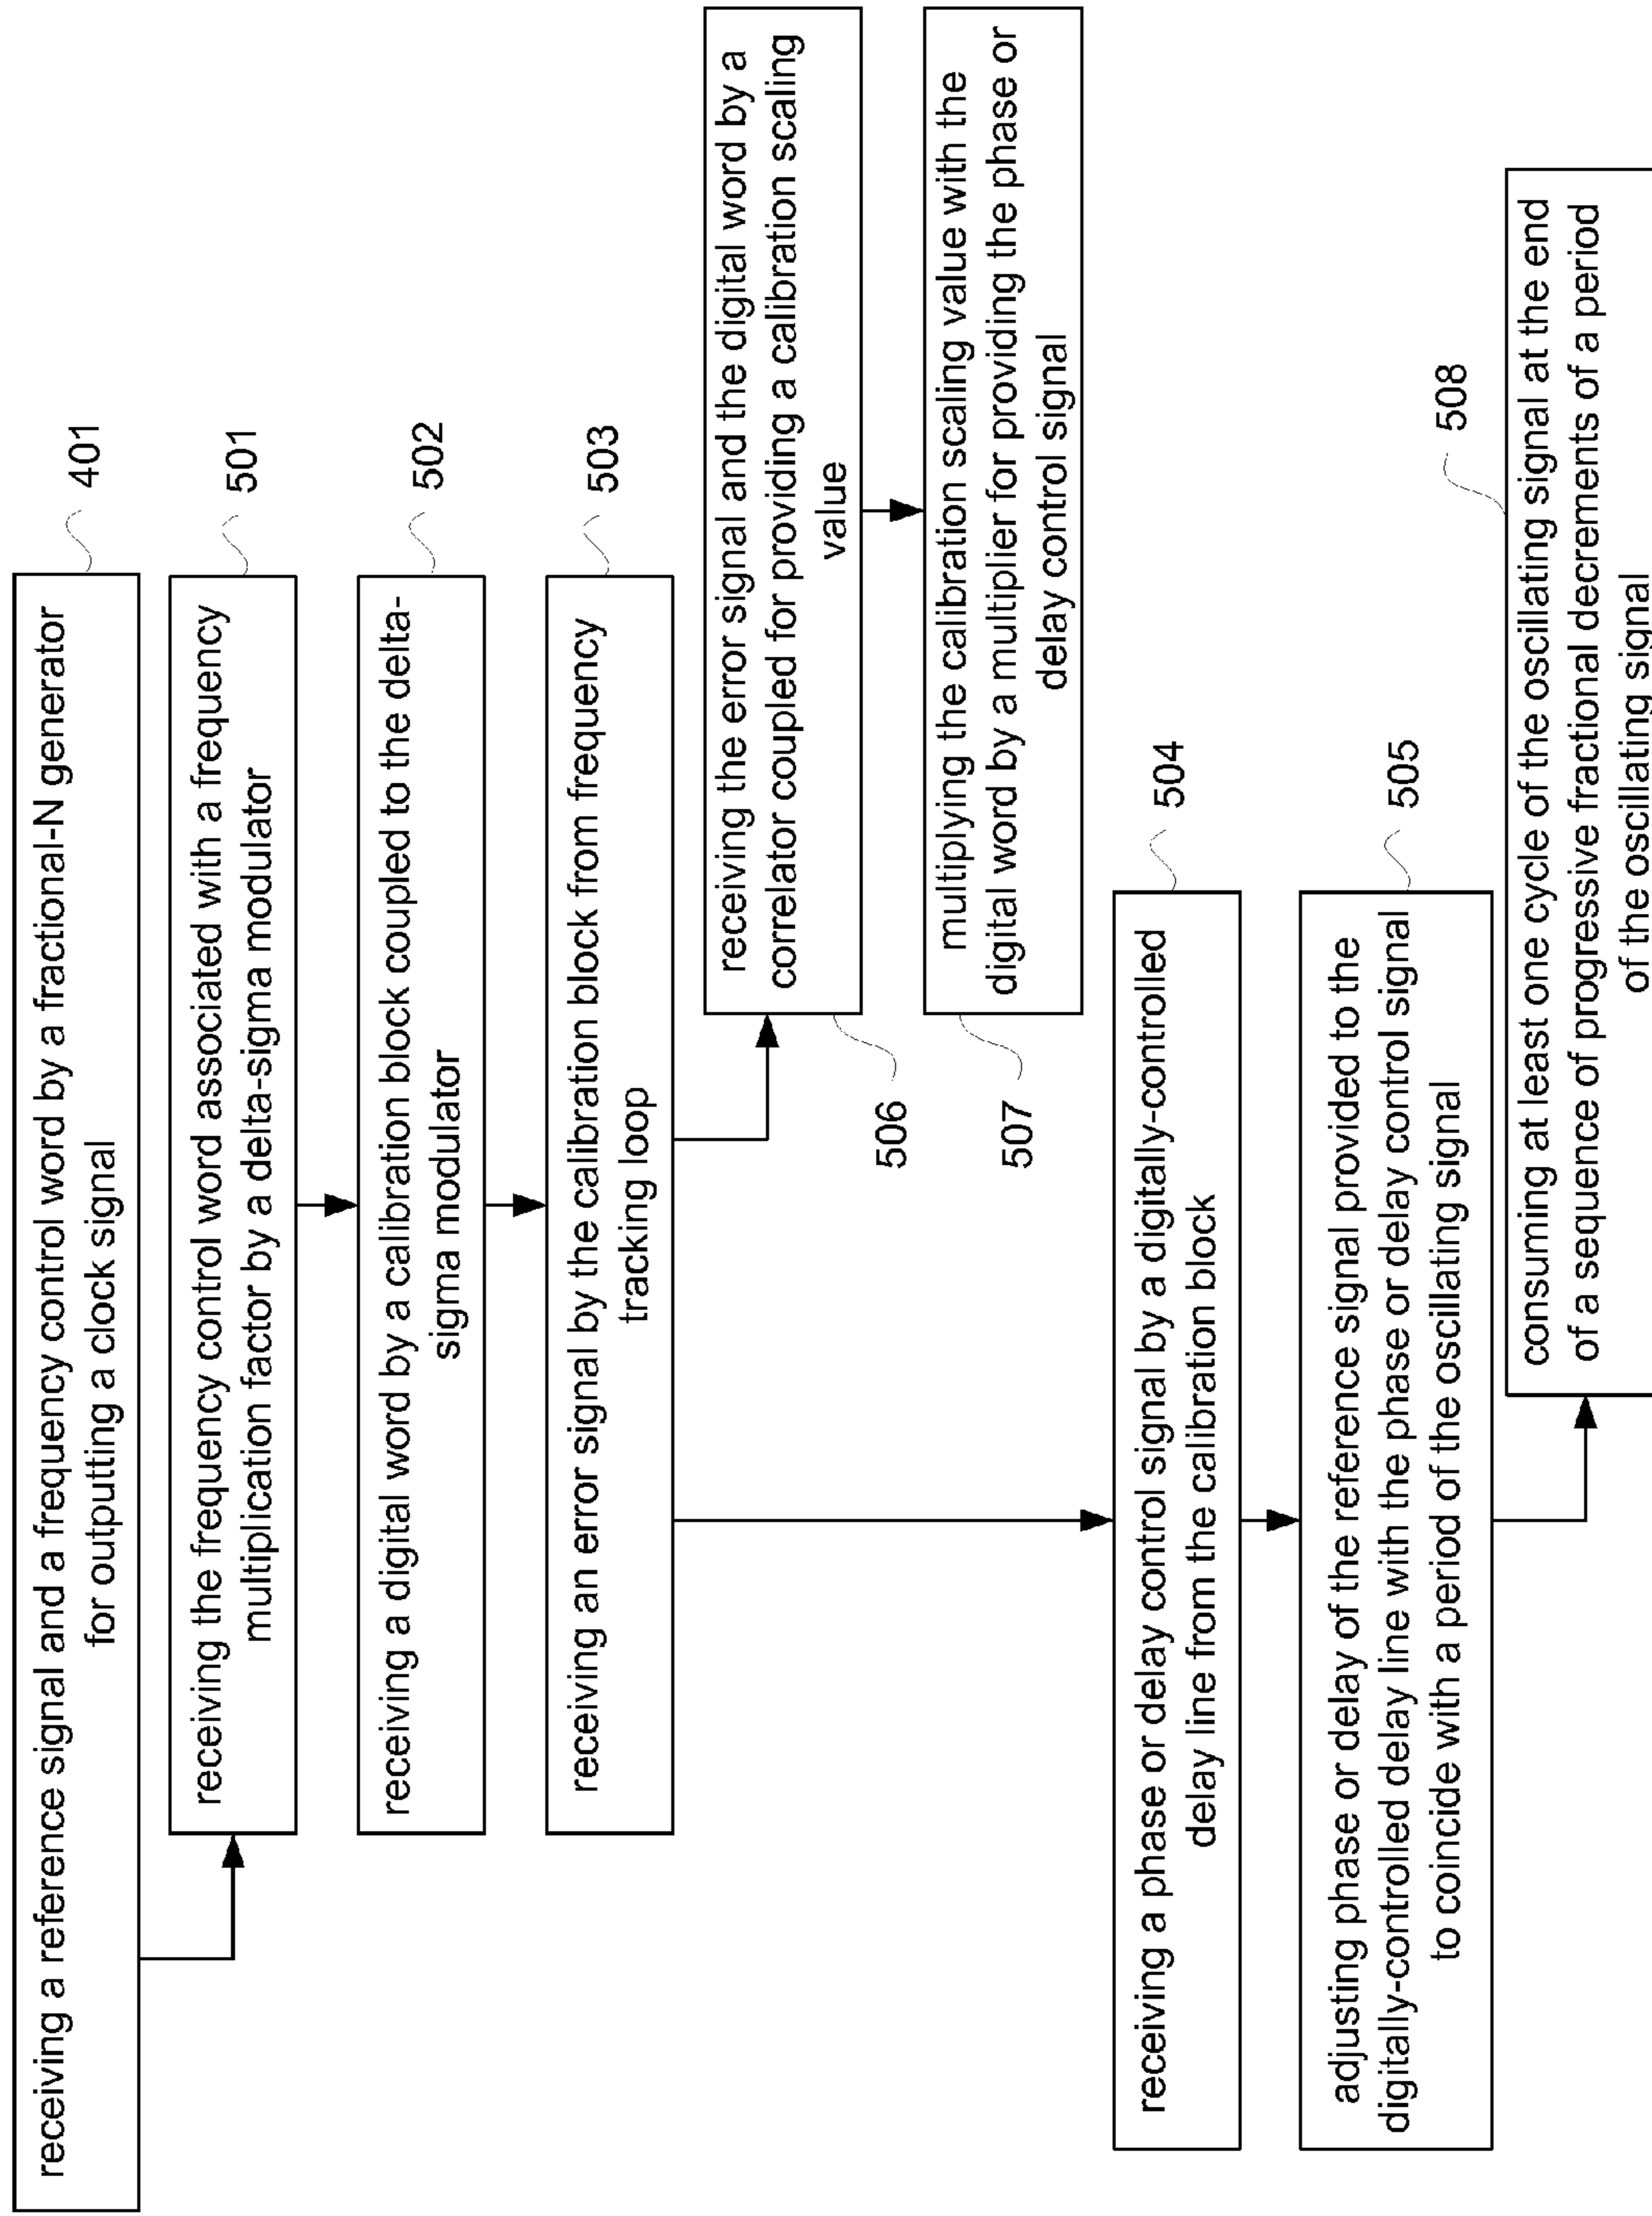 receiving a reference signal and a frequency control word by a fractional-N generator
for outputting a clock signal
401
receiving the frequency control word associated with a frequency
multiplication factor by a delta-sigma modulator
501
receiving a digital word by a calibration block coupled to the delta-
sigma modulator
502
receiving an error signal by the calibration block from frequency
tracking loop
503
receiving the error signal and the digital word by a
correlator coupled for providing a calibration scaling
value
506
multiplying the calibration scaling value with the
digital word by a multiplier for providing the phase or
delay control signal
507
receiving a phase or delay control signal by a digitally-controlled
delay line from the calibration block
504
adjusting phase or delay of the reference signal provided to the
digitally-controlled delay line with the phase or delay control signal
to coincide with a period of the oscillating signal
505
consuming at least one cycle of the oscillating signal at the end
of a sequence of progressive fractional decrements of a period
of the oscillating signal
508